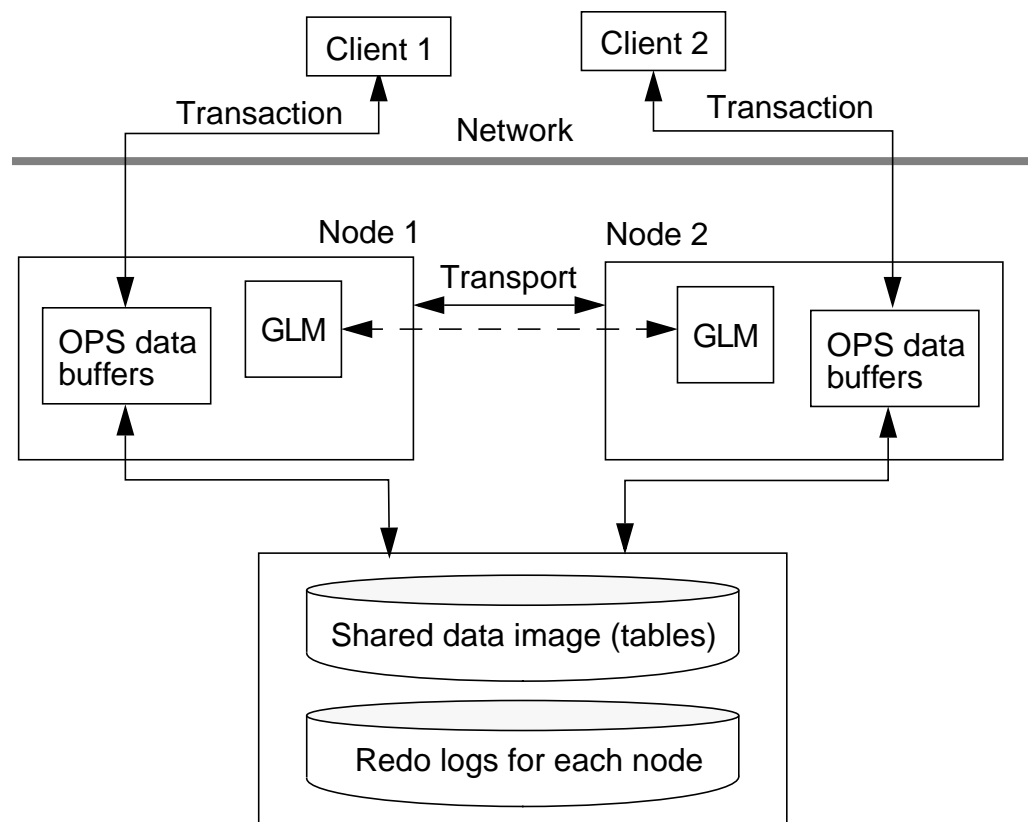 Client 1
Client 2
Transaction
Transaction
Network
Node 1
Node 2
Transport
GLM
GLM
OPS data
buffers
OPS data
buffers
Shared data image (tables)
Redo logs for each node